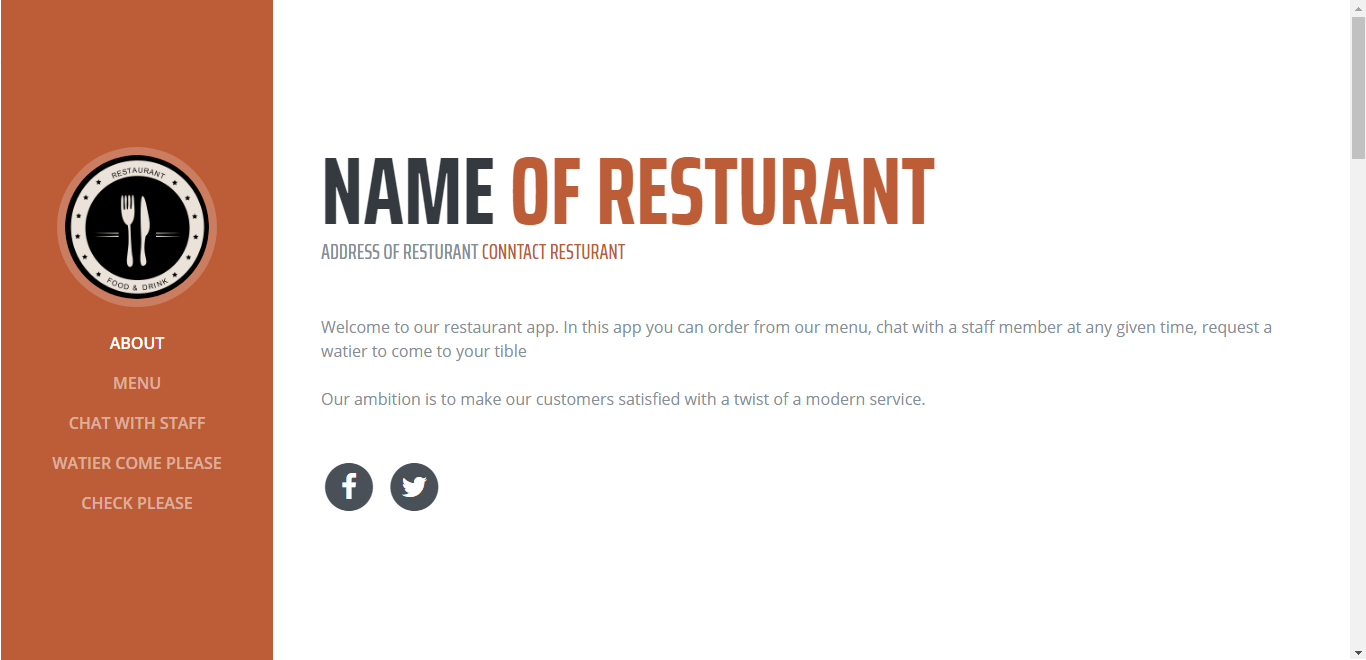 RESTAURANT
FOOD & DRINK
ABOUT
MENU
CHAT WITH STAFF
WATIER COME PLEASE
CHECK PLEASE
NAME OF RESTURANT
ADDRESS OF RESTURANT CONNTACT RESTURANT
Welcome to our restaurant app. In this app you can order from our menu, chat with a staff member at any given time, request a
watier to come to your tible
Our ambition is to make our customers satisfied with a twist of a modern service.